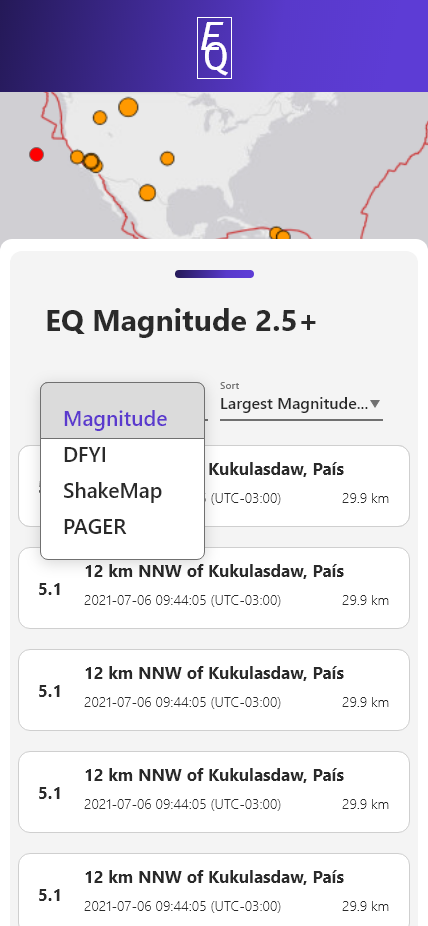 EQ
EQ Magnitude 2.5+
Sort
Largest Magnitude...
Magnitude
DFYI
ShakeMap
PAGER
Kukulasdaw, País
(UTC-03:00) 29.9 km
12 km NNW of Kukulasdaw, País
5.1
2021-07-06 09:44:05 (UTC-03:00) 29.9 km
12 km NNW of Kukulasdaw, País
5.1
2021-07-06 09:44:05 (UTC-03:00) 29.9 km
12 km NNW of Kukulasdaw, País
5.1
2021-07-06 09:44:05 (UTC-03:00) 29.9 km
12 km NNW of Kukulasdaw, País
5.1
2021-07-06 09:44:05 (UTC-03:00) 29.9 km